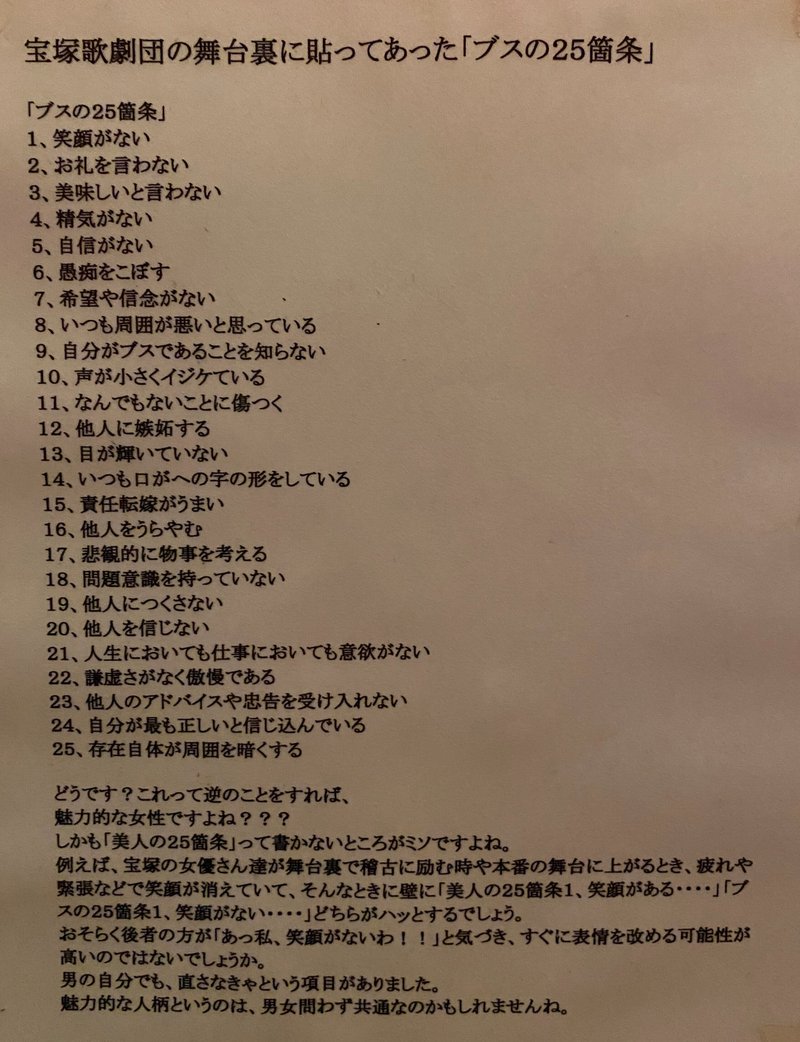 宝塚歌劇団の舞台裏に貼ってあった「ブスの25箇条」
「ブスの25箇条」
1、笑顔がない
2、お礼を言わない
3、美味しいと言わない
4、精気がない
5、自信がない
6、愚痴をこぼす
7、希望や信念がない
8、いつも周囲が悪いと思っている
9、自分がブスであることを知らない
10、声が小さくイジケている
11、なんでもないことに傷つく
12、他人に嫉妬する
13、目が輝いていない
14、いつも口がへの字の形をしている
15、責任転嫁がうまい
16、他人をうらやむ
17、悲観的に物事を考える
18、問題意識を持っていない
19、他人につくさない
20、他人を信じない
21、人生においても仕事においても意欲がない
22、謙虚さがなく傲慢である
23、他人のアドバイスや忠告を受け入れない
24、自分が最も正しいと信じ込んでいる
25、存在自体が周囲を暗くする
どうです？これって逆のことをすれば、
魅力的な女性ですよね？？？
しかも「美人の25箇条」って書かないところがミソですよね。
例えば、宝塚の女優さん達が舞台裏で稽古に励む時や本番の舞台に上がるとき、疲れや
緊張などで笑顔が消えていて、そんなときに壁に「美人の25箇条1、笑顔がある・・・・」「ブ
スの25箇条1、笑顔がない・・・・」どちらがハッとするでしょう。
おそらく後者の方が「あっ私、笑顔がないわ！！」と気づき、すぐに表情を改める可能性が
高いのではないでしょうか。
男の自分でも、直さなきゃという項目がありました。
魅力的な人柄というのは、男女問わず共通なのかもしれませんね。